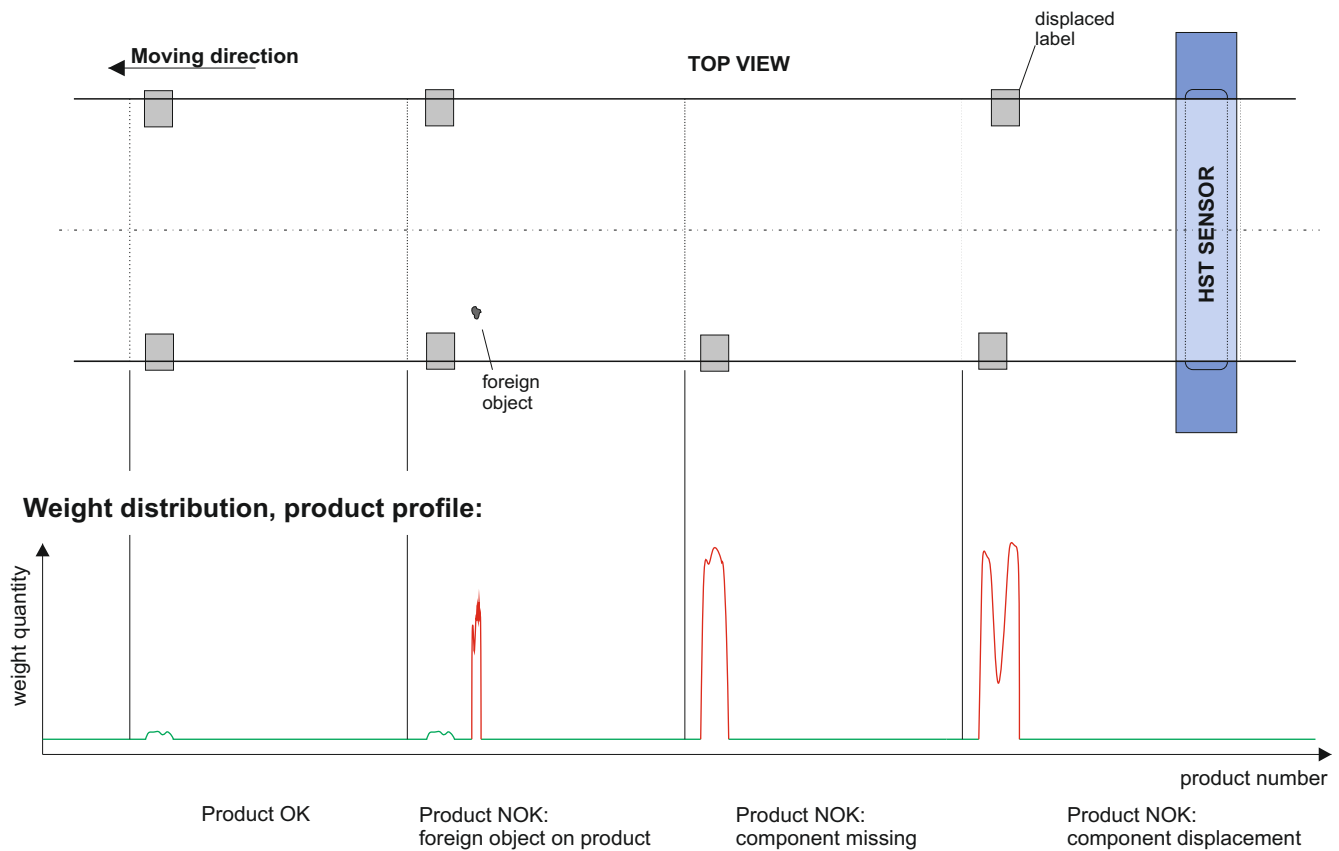 displaced
label
Moving direction
TOP VIEW
HST SENSOR
foreign
object
Weight distribution, product profile:
weight quantity
product number
Product OK
Product NOK:
foreign object on product
Product NOK:
component missing
Product NOK:
component displacement